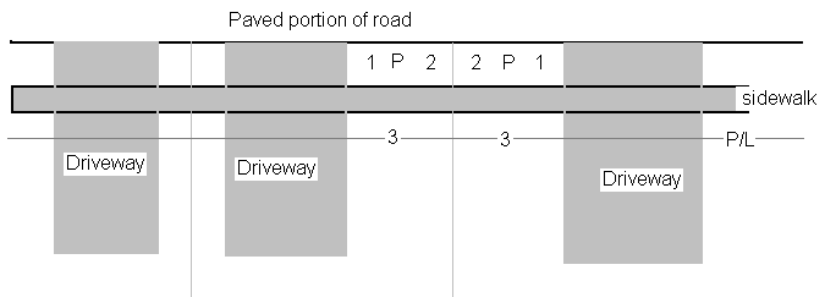 Paved portion of road
1 P 2 2 P 1
sidewalk
3 3 P/L
Driveway Driveway Driveway